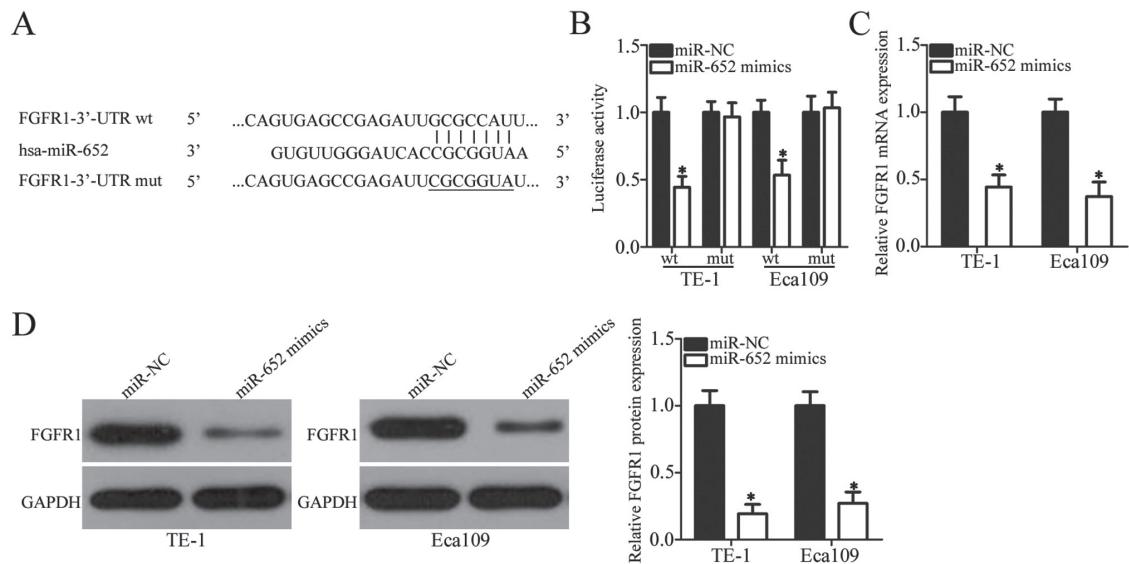 A
FGFR1-3’-UTR wt 5’ ...CAGUGAGCCGAGAUUGCGCCAUU... 3’
hsa-miR-652 3’ GUGUUGGGAUCACCGCGGUAA 5’
FGFR1-3’-UTR mut 5’ ...CAGUGAGCCGAGAUUCGCGGUAU... 3’
B
Luciferase activity
1.5
1.0
0.5
0.0
miR-NC
miR-652 mimics
*
*
wt mut wt mut
TE-1 Eca109
C
Relative FGFR1 mRNA expression
1.5
1.0
0.5
0.0
miR-NC
miR-652 mimics
*
*
TE-1 Eca109
D
miR-NC miR-652 mimics
FGFR1
GAPDH
TE-1
miR-NC miR-652 mimics
FGFR1
GAPDH
Eca109
Relative FGFR1 protein expression
1.5
1.0
0.5
0.0
miR-NC
miR-652 mimics
*
*
TE-1 Eca109